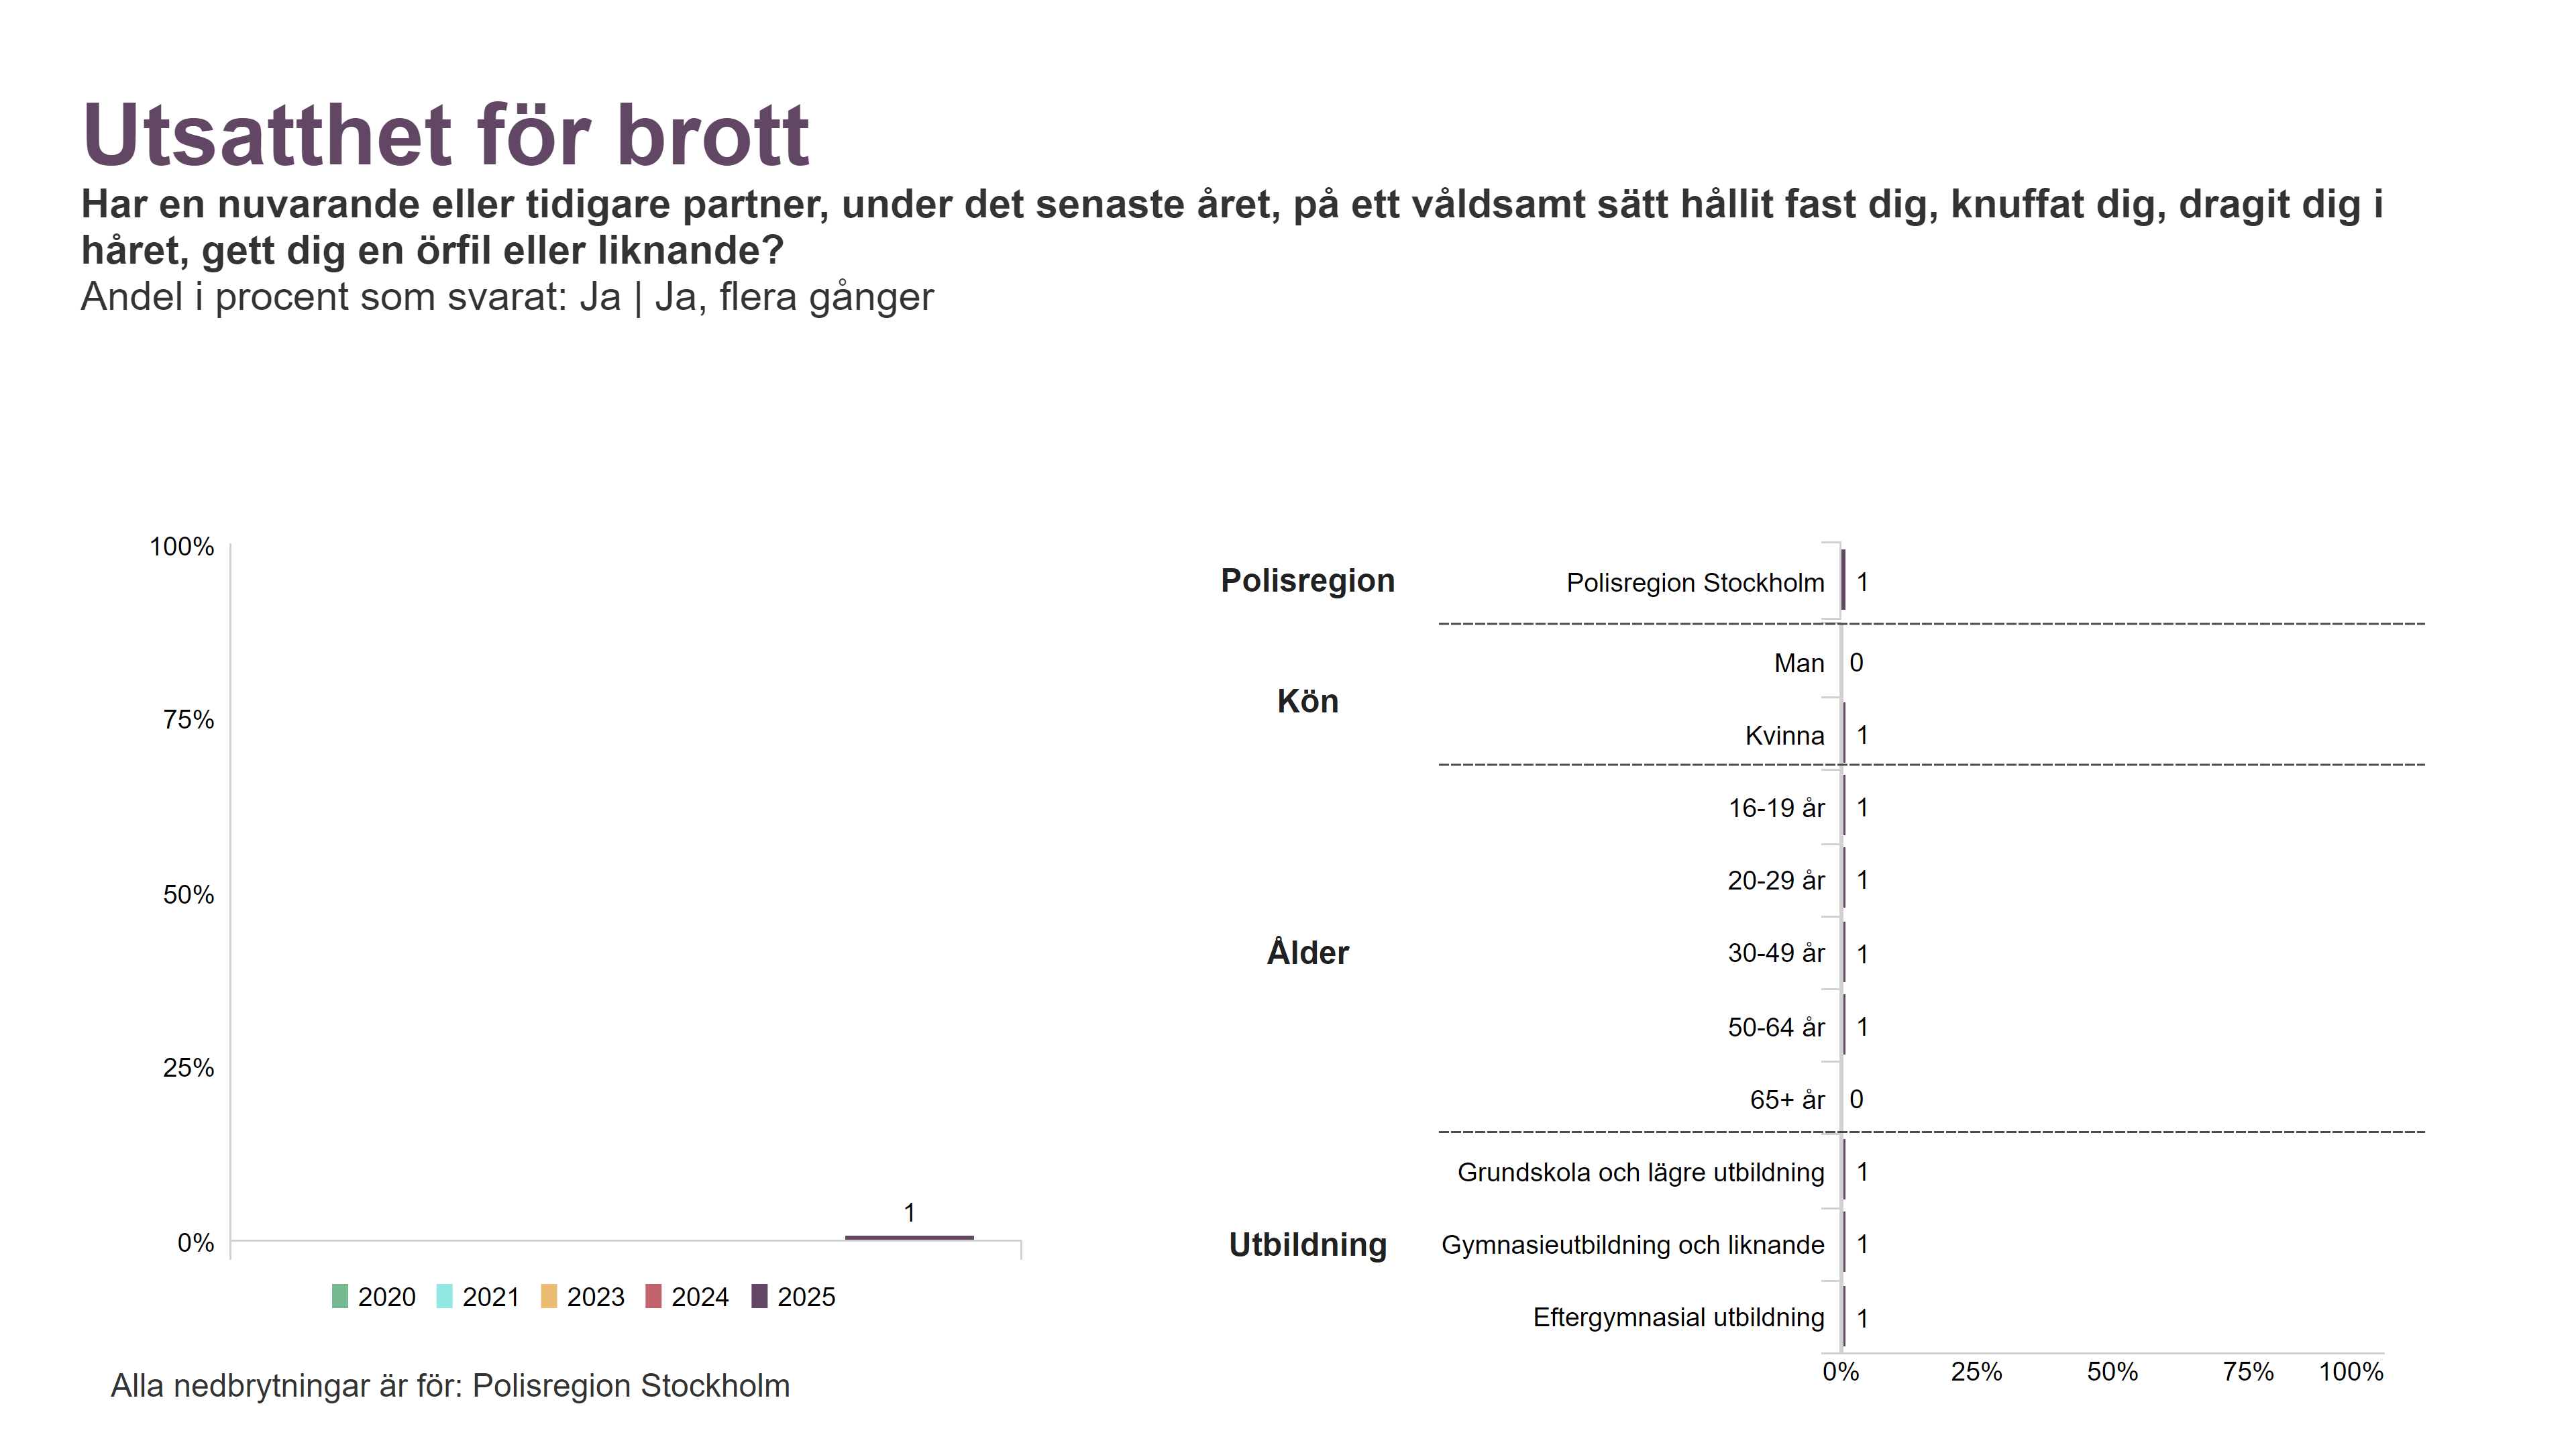 Utsatthet för brott
Har en nuvarande eller tidigare partner, under det senaste året, på ett våldsamt sätt hållit fast dig, knuffat dig, dragit dig i
håret, gett dig en örfil eller liknande?
Andel i procent som svarat: Ja | Ja, flera gånger
100%
75%
50%
25%
0%
1
2020 2021 2023 2024 2025
Alla nedbrytningar är för: Polisregion Stockholm
Polisregion
Polisregion Stockholm 1
Kön
Man 0
Kvinna 1
Ålder
16-19 år 1
20-29 år 1
30-49 år 1
50-64 år 1
65+ år 0
Utbildning
Grundskola och lägre utbildning 1
Gymnasieutbildning och liknande 1
Eftergymnasial utbildning 1
0% 25% 50% 75% 100%